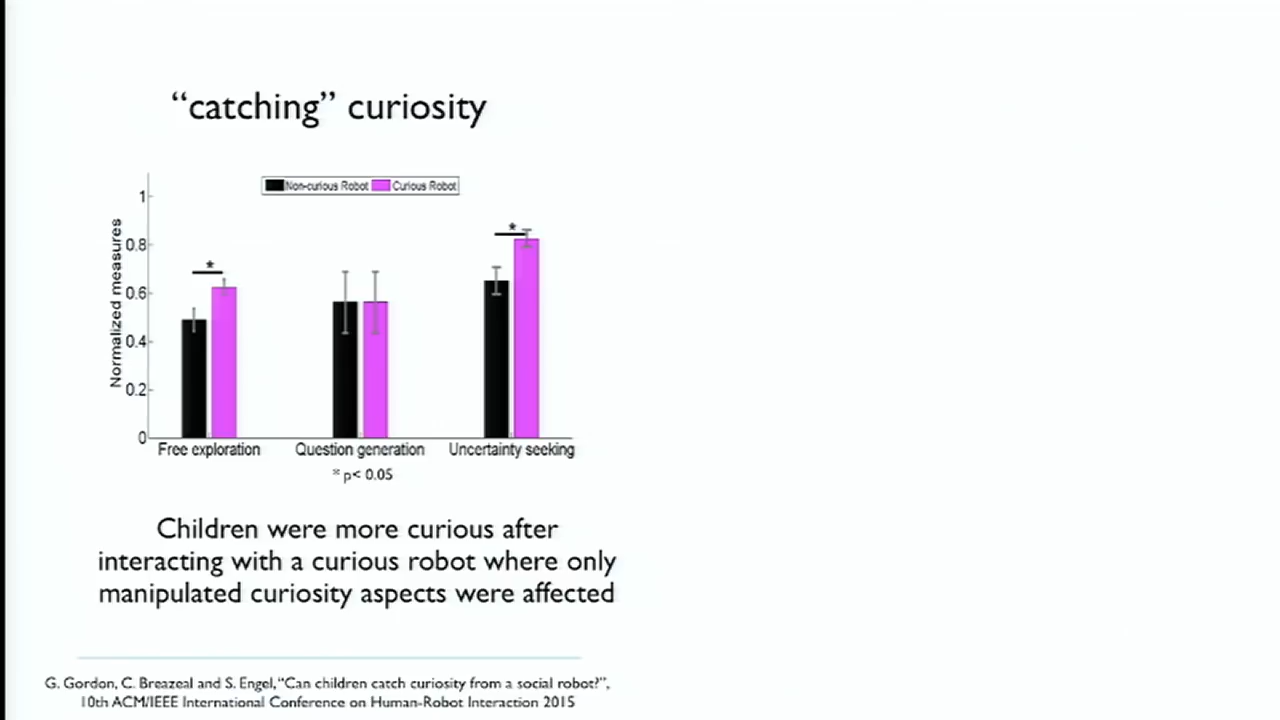 “catching” curiosity
Non-curious Robot Curious Robot
Normalized measures
1
0.8
0.6
0.4
0.2
0
*
*
Free exploration Question generation Uncertainty seeking
* p< 0.05
Children were more curious after
interacting with a curious robot where only
manipulated curiosity aspects were affected
G. Gordon, C. Breazeal and S. Engel, “Can children catch curiosity from a social robot?”,
10th ACM/IEEE International Conference on Human-Robot Interaction 2015